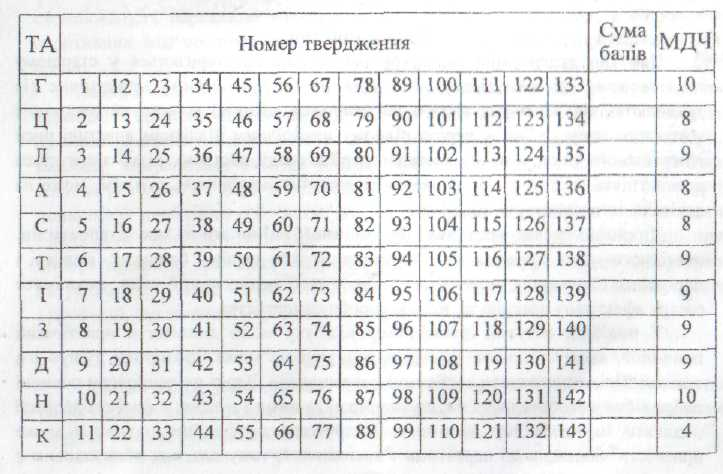 ТА Номер твердження Сума балів МДЧ
Г 1 12 23 34 45 56 67 78 89 100 111 122 133 10
Ц 2 13 24 35 46 57 68 79 90 101 112 123 134 9
Л 3 14 25 36 47 58 69 80 91 102 113 124 135 9
А 4 15 26 37 48 59 70 81 92 103 114 125 136 8
С 5 16 27 38 49 60 71 82 93 104 115 126 137 8
Т 6 17 28 39 50 61 72 83 94 105 116 127 138 9
І 7 18 29 40 51 62 73 84 95 106 117 128 139
З 8 19 30 41 52 63 74 85 96 107 118 129 140 9
Д 9 20 31 42 53 64 75 86 97 108 119 130 141
Н 10 21 32 43 54 65 76 87 98 109 120 131 142 10
К 11 22 33 44 55 66 77 88 99 110 121 132 143 4